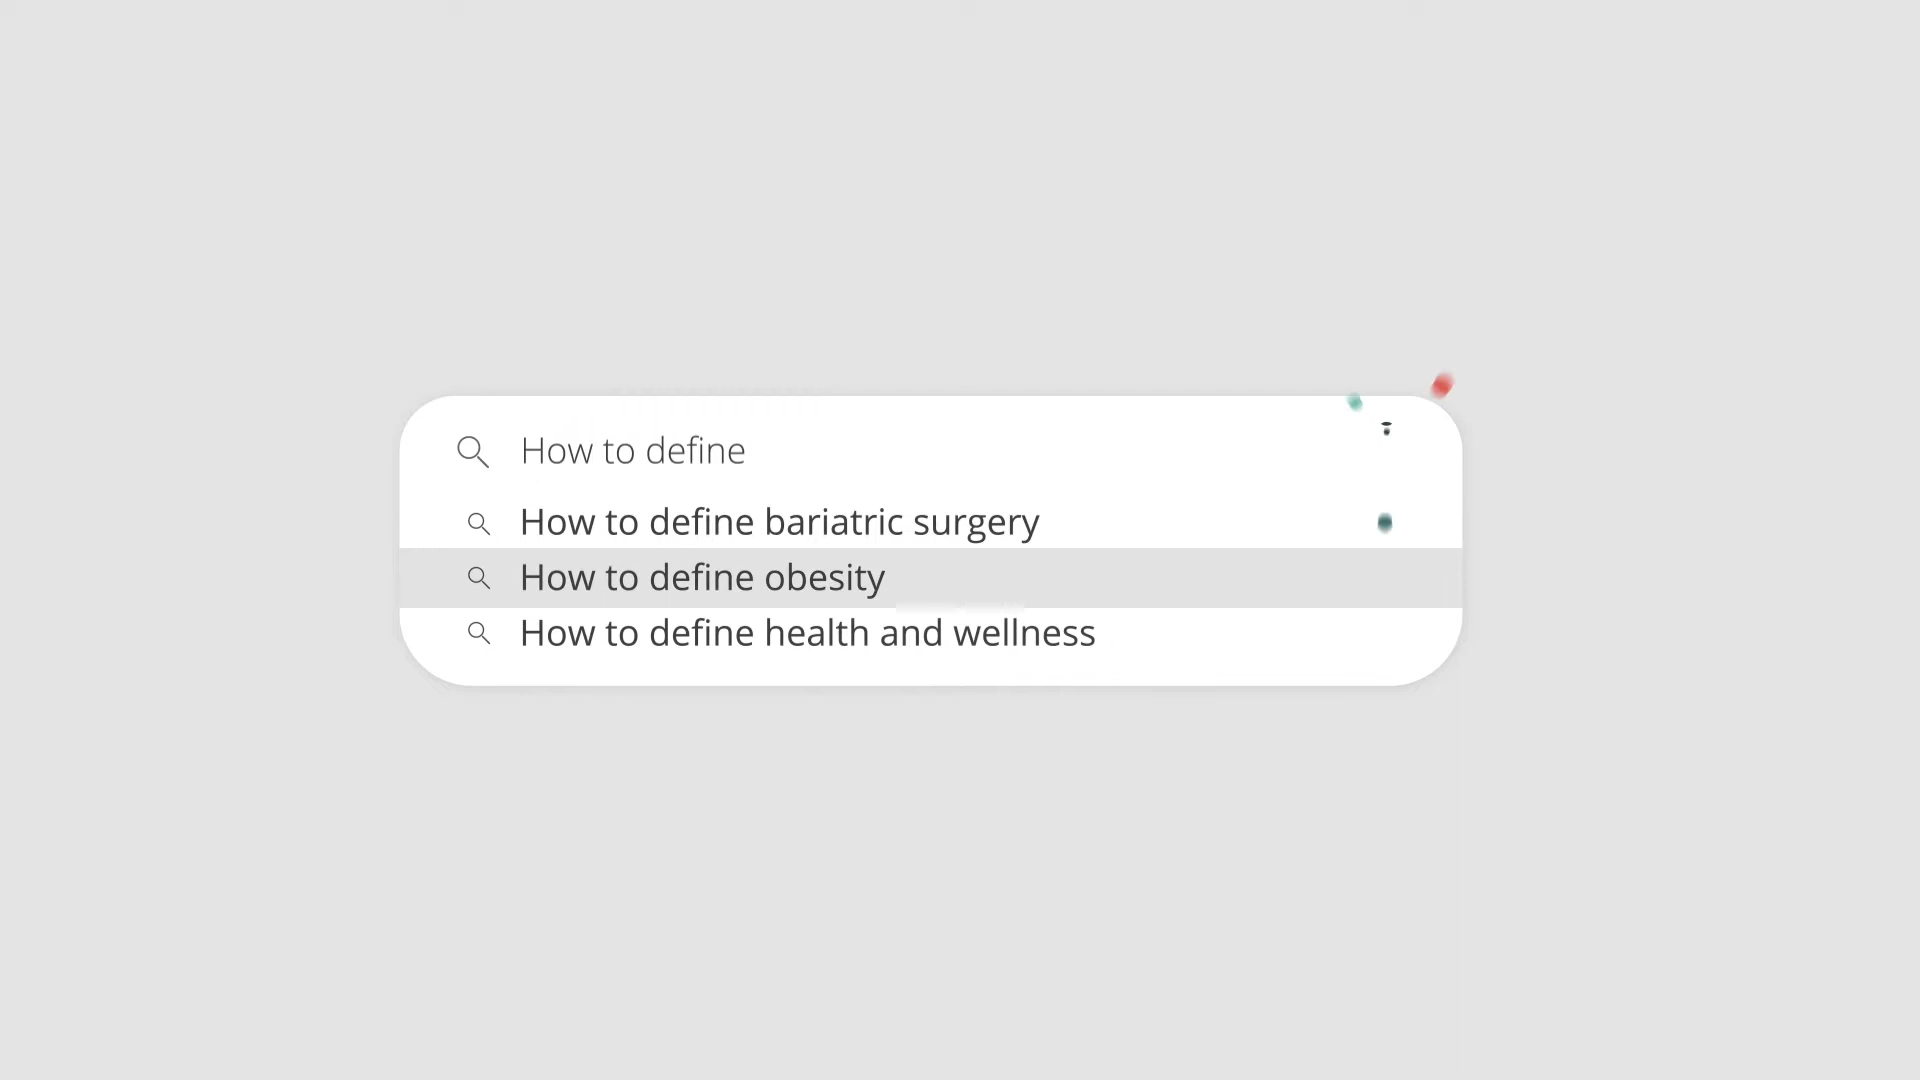 How to define
How to define bariatric surgery
How to define obesity
How to define health and wellness